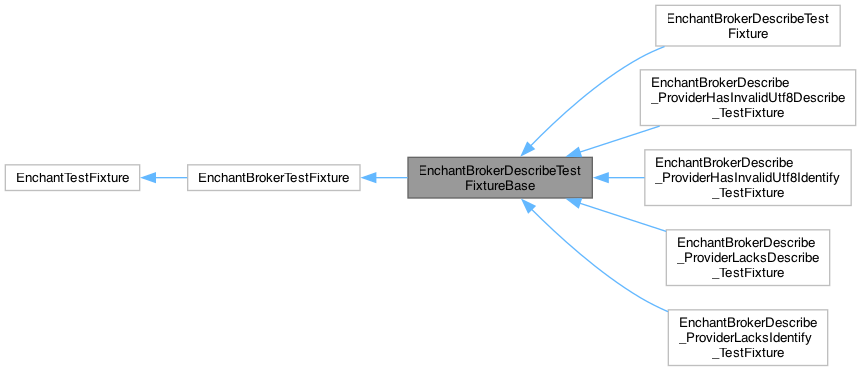 EnchantTestFixture
EnchantBrokerTestFixture
EnchantBrokerDescribeTest
FixtureBase
EnchantBrokerDescribeTest
Fixture
EnchantBrokerDescribe
_ProviderHasInvalidUtf8Describe
_TestFixture
EnchantBrokerDescribe
_ProviderHasInvalidUtf8Identify
_TestFixture
EnchantBrokerDescribe
_ProviderLacksDescribe
_TestFixture
EnchantBrokerDescribe
_ProviderLacksIdentify
_TestFixture